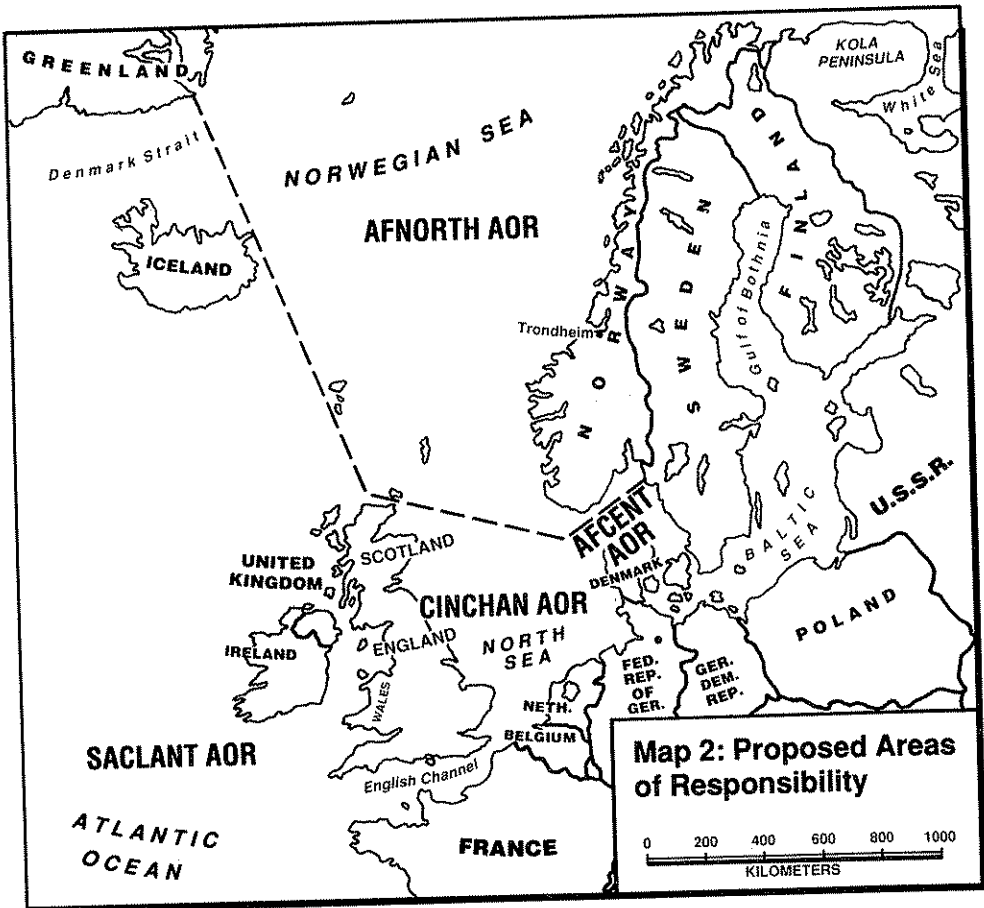 GREENLAND
KOLA
PENINSULA
White Sea
Denmark Strait
NORWEGIAN SEA
AFNORTH AOR
ICELAND
NORWAY
SWEDEN
FINLAND
Gulf of Bothnia
Trondheim
U.S.S.R.
AFCENT
AOR
BALTIC
SEA
DENMARK
SCOTLAND
UNITED
KINGDOM
CINCHAN AOR
ENGLAND
NORTH
SEA
IRELAND
WALES
POLAND
FED.
REP.
OF
GER.
GER.
DEM.
REP.
NETH.
BELGIUM
SACLANT AOR
English Channel
ATLANTIC
OCEAN
FRANCE
Map 2: Proposed Areas
of Responsibility
0 200 400 600 800 1000
KILOMETERS